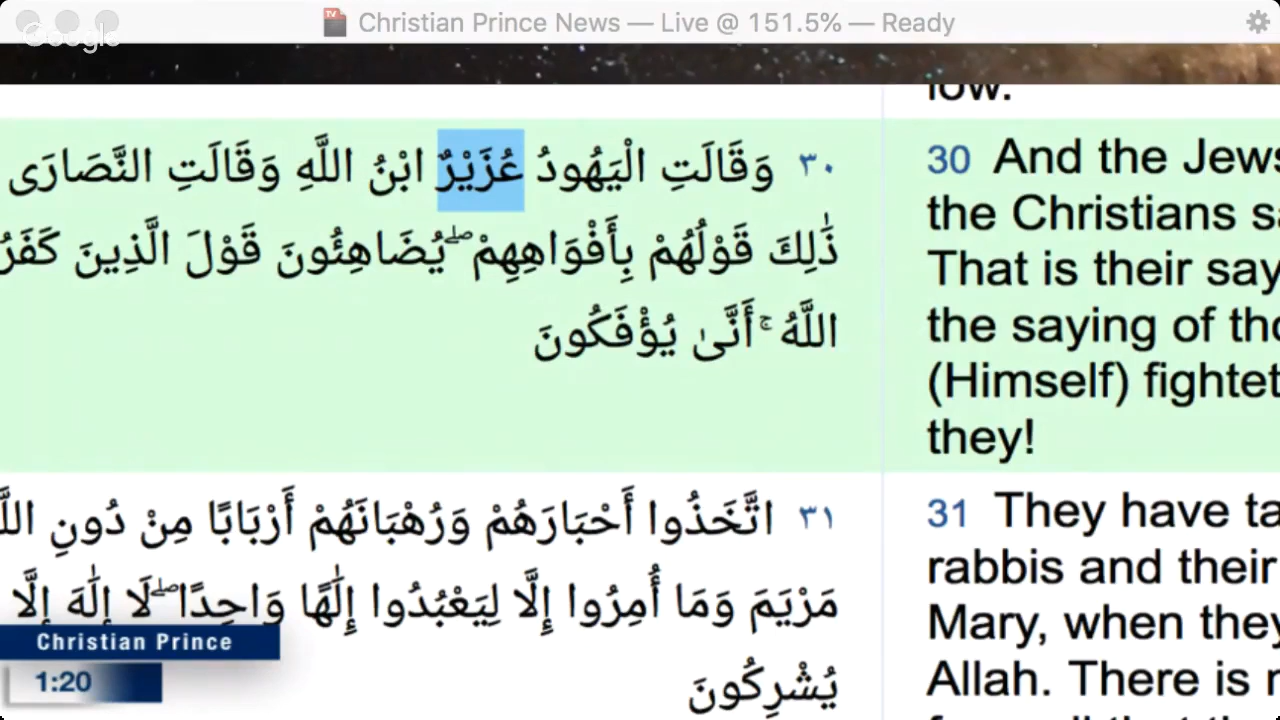 Christian Prince News — Live @ 151.5% — Ready
Google
low.
٣٠ وَقَالَتِ الْيَهُودُ عُزَيْرٌ ابْنُ اللَّهِ وَقَالَتِ النَّصَارَى
ذَٰلِكَ قَوْلُهُمْ بِأَفْوَاهِهِمْ ۖ يُضَاهِئُونَ قَوْلَ الَّذِينَ كَفَرُ
اللَّهُ ۚ أَنَّىٰ يُؤْفَكُونَ
30 And the Jews
the Christians sa
That is their say
the saying of tho
(Himself) fightet
they!
٣١ اتَّخَذُوا أَحْبَارَهُمْ وَرُهْبَانَهُمْ أَرْبَابًا مِنْ دُونِ اللَّ
مَرْيَمَ وَمَا أُمِرُوا إِلَّا لِيَعْبُدُوا إِلَٰهًا وَاحِدًا ۖ لَا إِلَٰهَ إِلَّا
يُشْرِكُونَ
31 They have ta
rabbis and their
Mary, when they
Allah. There is
Christian Prince
1:20